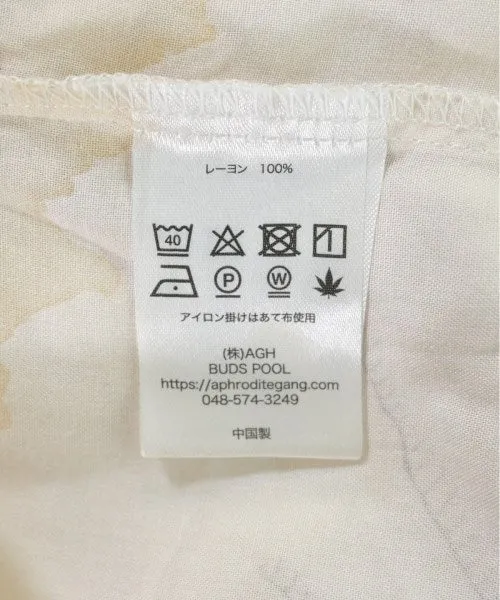 レーヨン 100%
40
P W
アイロン掛けはあて布使用
(株)AGH
BUDS POOL
https://aphroditegang.com/
048-574-3249
中国製